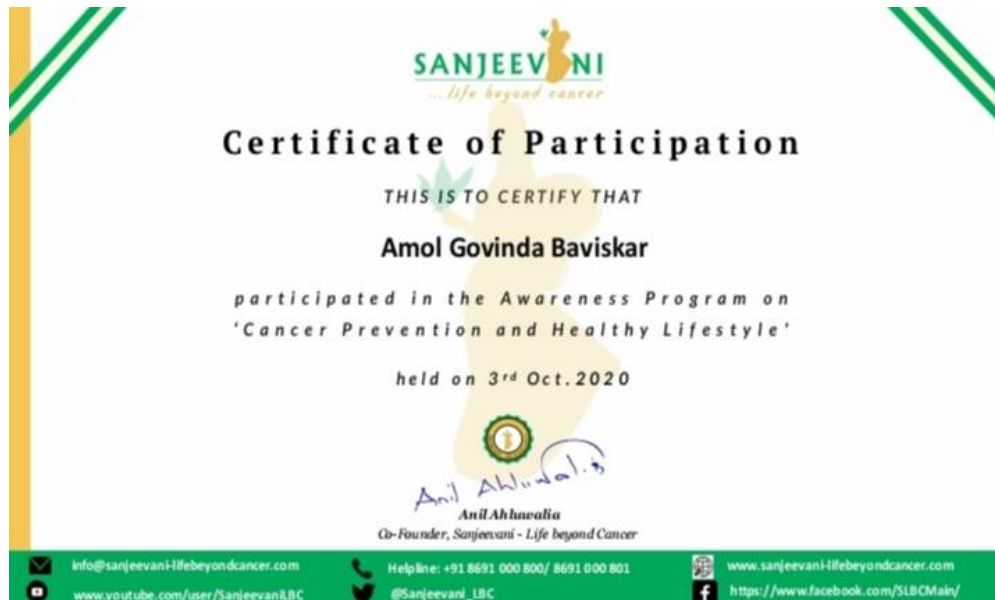 SANJEEVANI
...life beyond cancer
Certificate of Participation
THIS IS TO CERTIFY THAT
Amol Govinda Baviskar
participated in the Awareness Program on
'Cancer Prevention and Healthy Lifestyle'
held on 3rd Oct.2020
Anil Ahluwalia
Anil Ahluwalia
Co-Founder, Sanjeevani - Life beyond Cancer
info@sanjeevani-lifebeyondcancer.com
Helpline: +91 8691 000 800/ 8691 000 801
www.sanjeevani-lifebeyondcancer.com
www.youtube.com/user/SanjeevaniLBC
@Sanjeevani_LBC
https://www.facebook.com/SLBCMain/